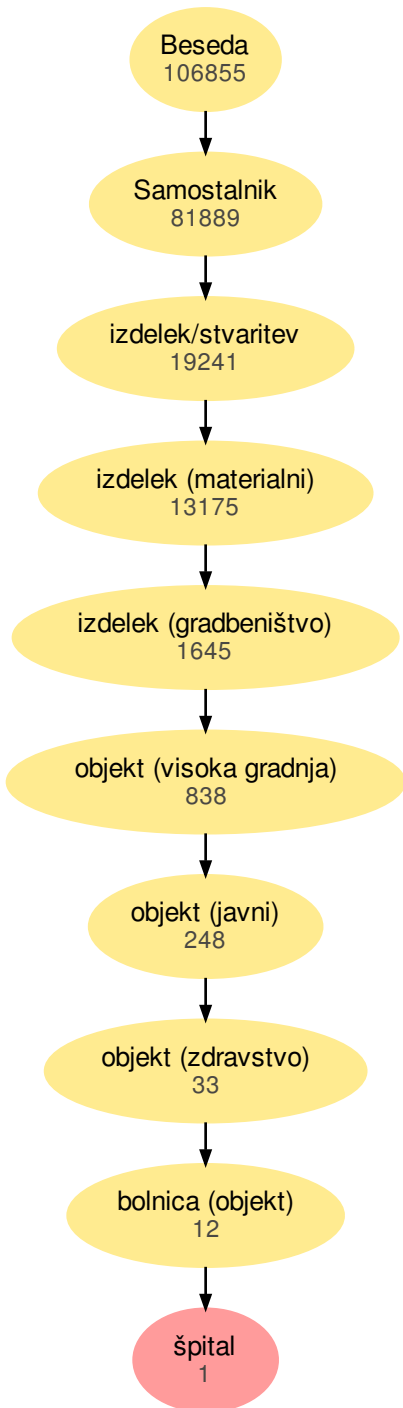 Beseda
106855
Samostalnik
81889
izdelek/stvaritev
19241
izdelek (materialni)
13175
izdelek (gradbeništvo)
1645
objekt (visoka gradnja)
838
objekt (javni)
248
objekt (zdravstvo)
33
bolnica (objekt)
12
špital
1